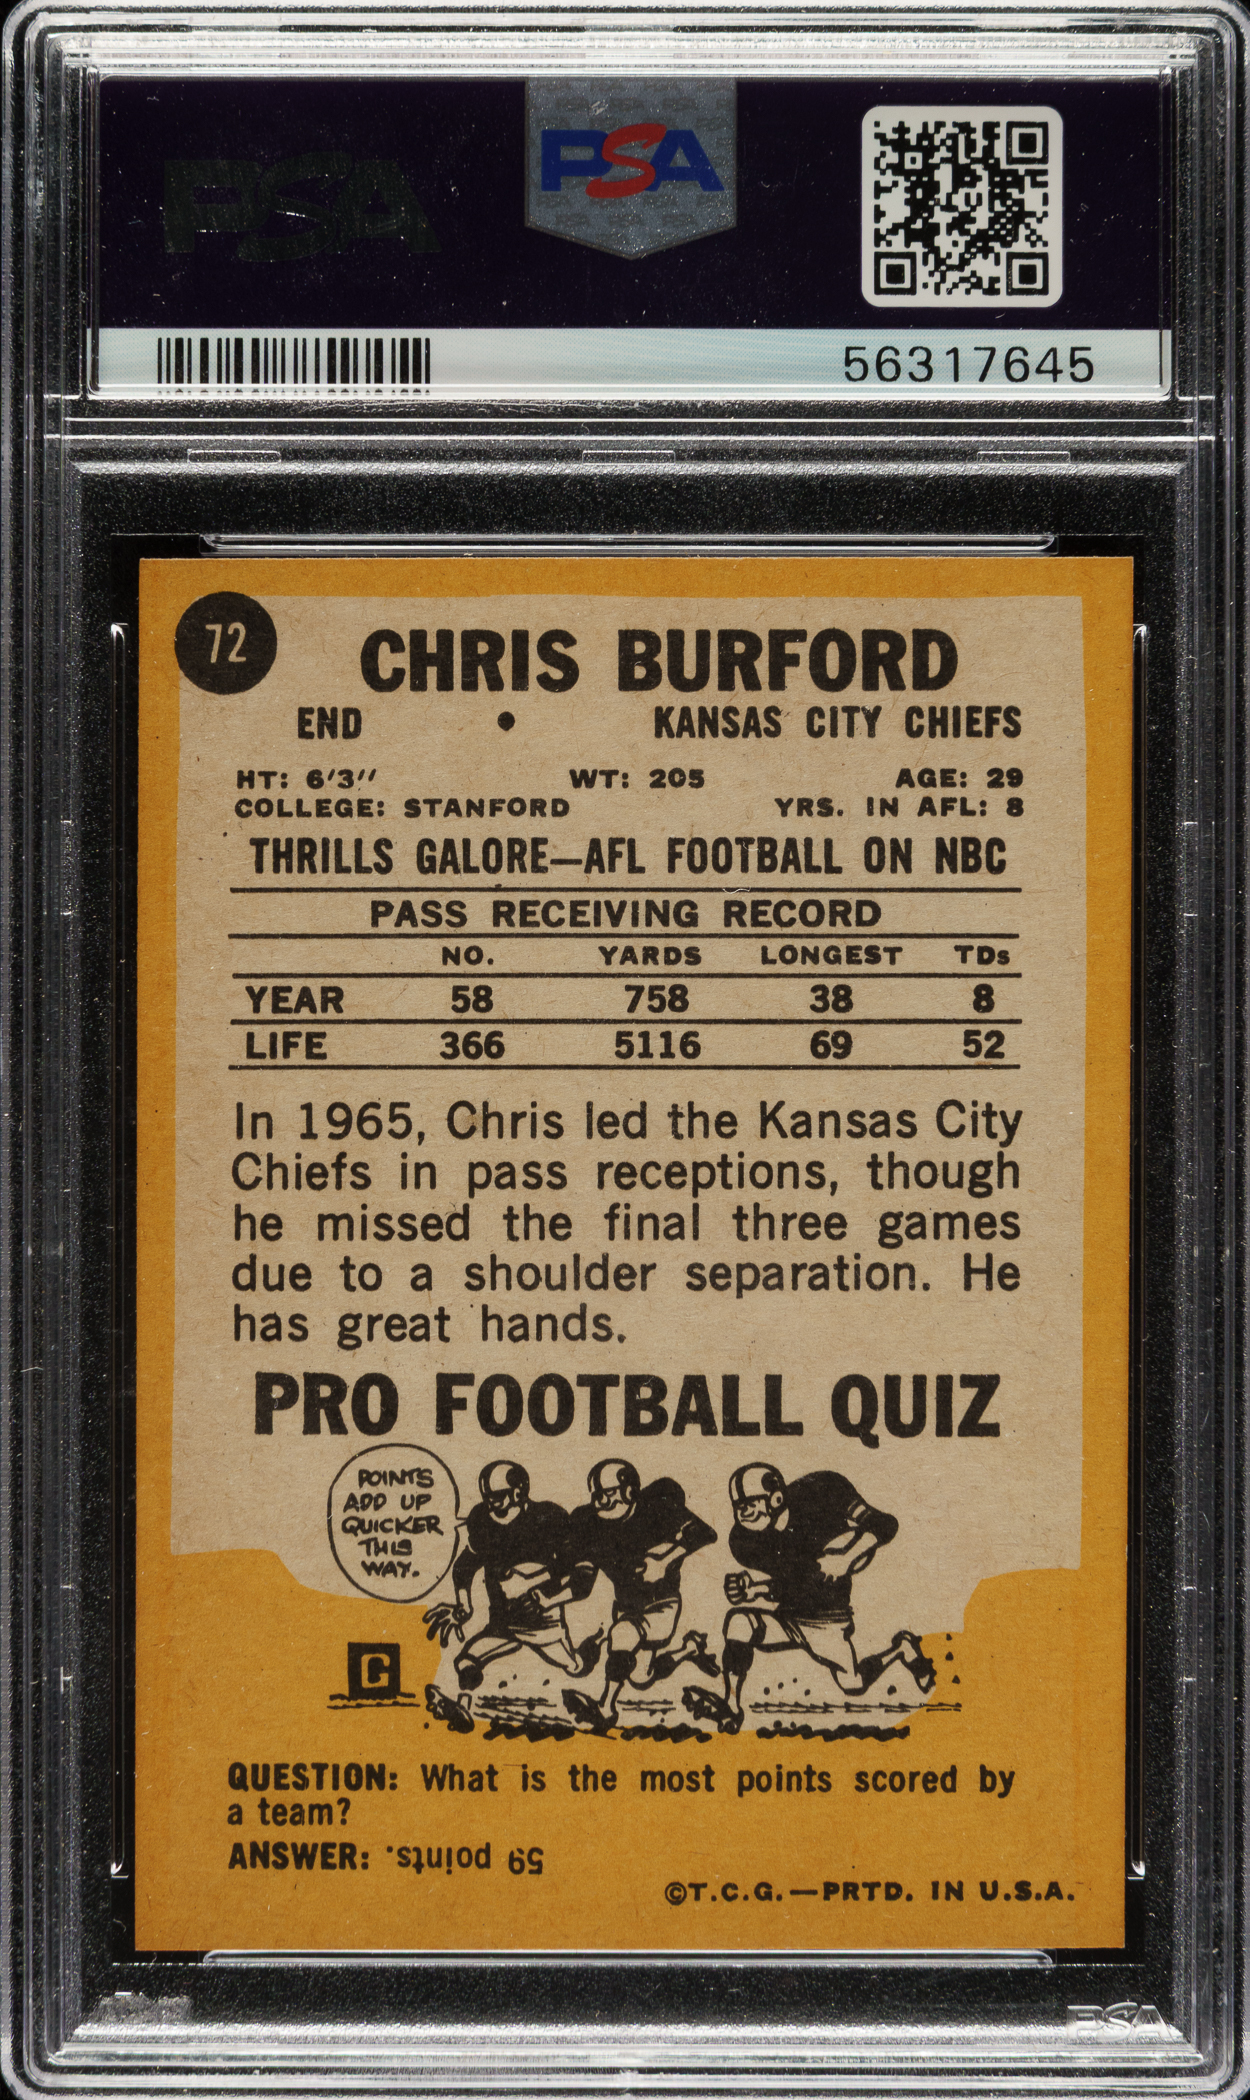 PSA
PSA
56317645
72
CHRIS BURFORD
END • KANSAS CITY CHIEFS
HT: 6'3'' WT: 205 AGE: 29
COLLEGE: STANFORD YRS. IN AFL: 8
THRILLS GALORE—AFL FOOTBALL ON NBC
PASS RECEIVING RECORD
NO. YARDS LONGEST TDs
YEAR 58 758 38 8
LIFE 366 5116 69 52
In 1965, Chris led the Kansas City
Chiefs in pass receptions, though
he missed the final three games
due to a shoulder separation. He
has great hands.
PRO FOOTBALL QUIZ
POINTS
ADD UP
QUICKER
THIS
WAY.
G
QUESTION: What is the most points scored by
a team?
ANSWER: 59 points.
©T.C.G.—PRTD. IN U.S.A.
PSA